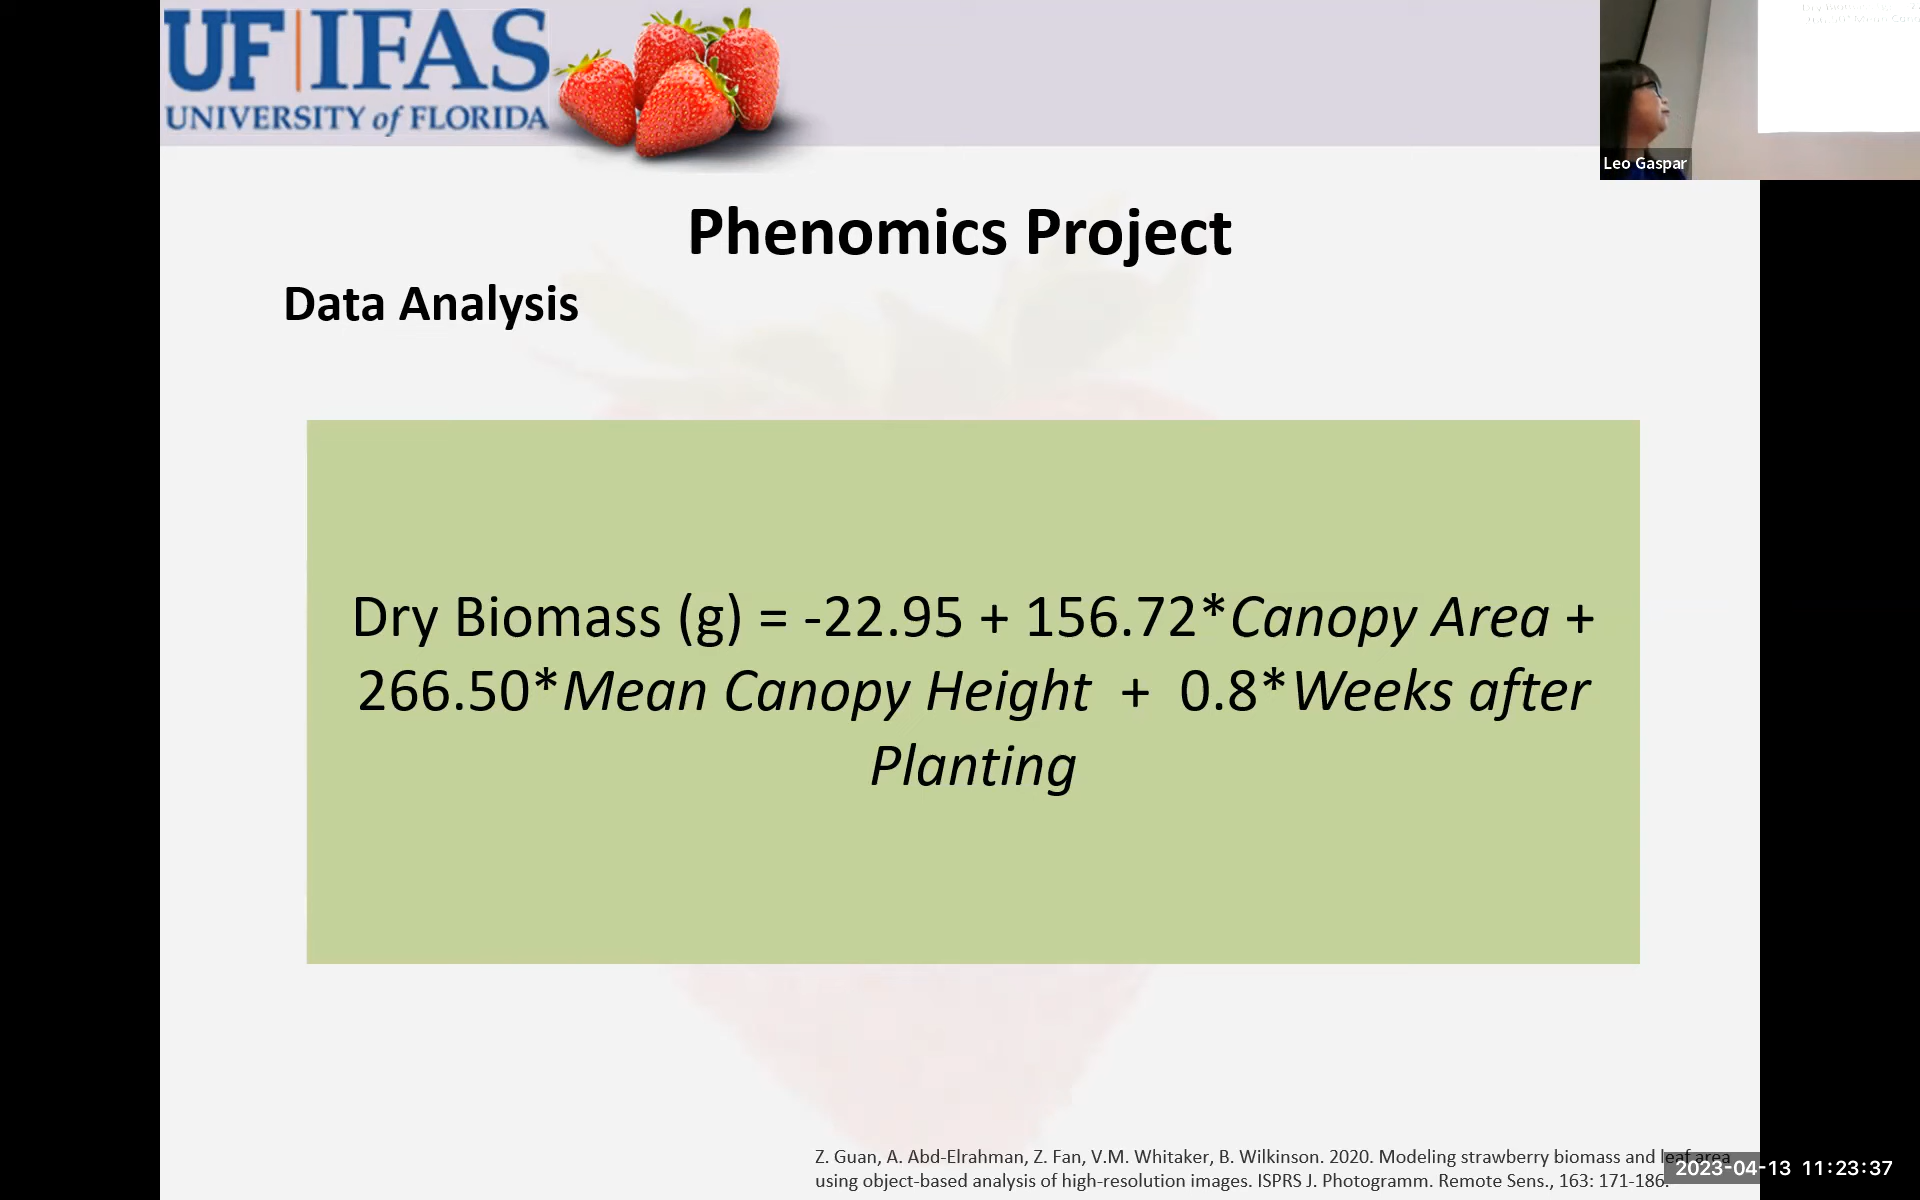 UF|IFAS
UNIVERSITY of FLORIDA
Leo Gaspar
Phenomics Project
Data Analysis
Dry Biomass (g) = -22.95 + 156.72*Canopy Area +
266.50*Mean Canopy Height + 0.8*Weeks after
Planting
Z. Guan, A. Abd-Elrahman, Z. Fan, V.M. Whitaker, B. Wilkinson. 2020. Modeling strawberry biomass and leaf area
using object-based analysis of high-resolution images. ISPRS J. Photogramm. Remote Sens., 163: 171-186.
2023-04-13 11:23:37